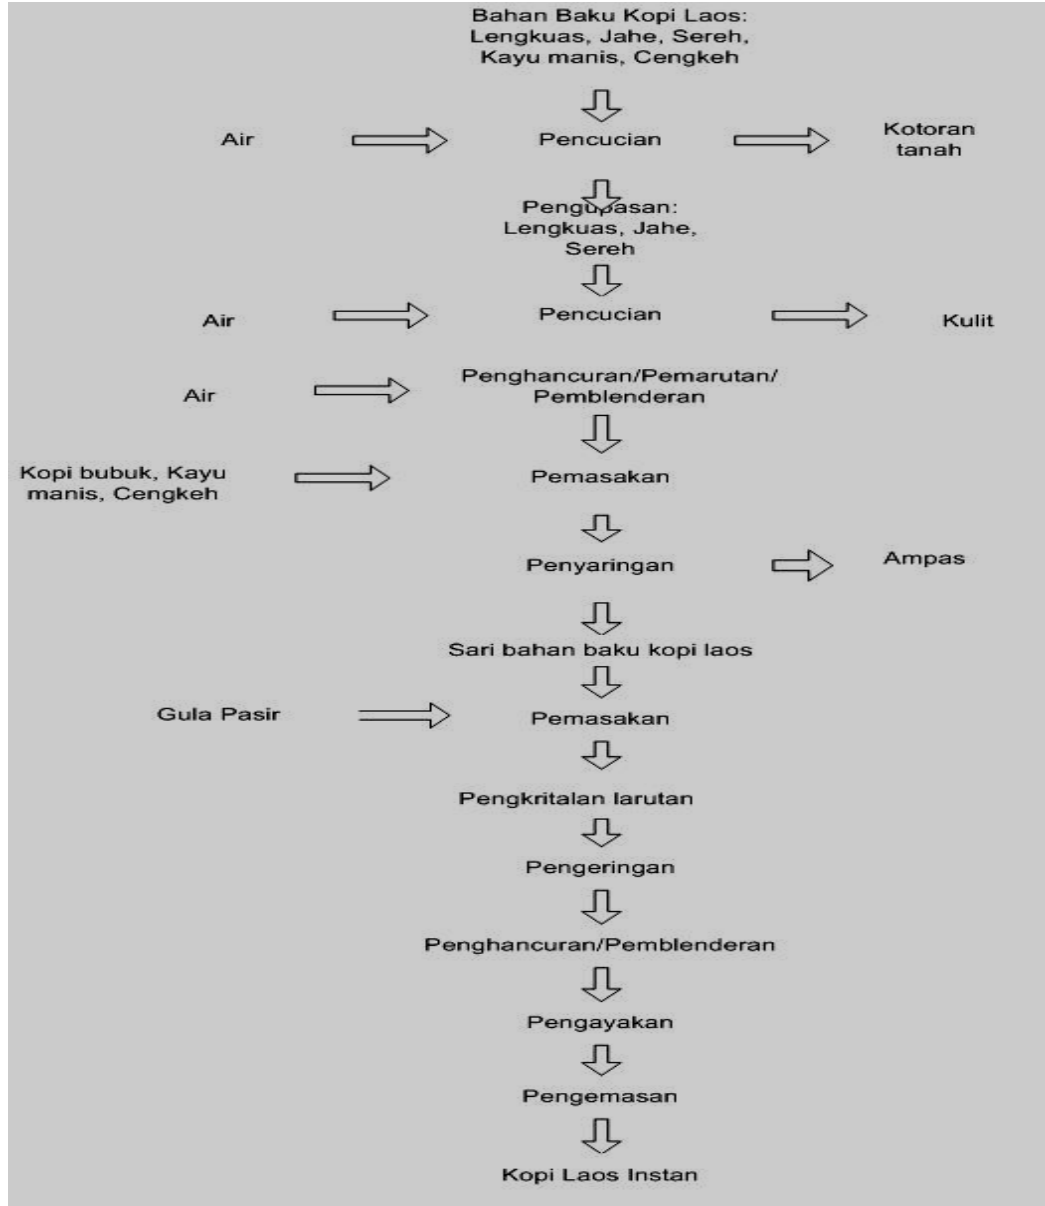 Bahan Baku Kopi Laos:
Lengkuas, Jahe, Sereh,
Kayu manis, Cengkeh
Air
Pencucian
Kotoran
tanah
Pengupasan:
Lengkuas, Jahe,
Sereh
Air
Pencucian
Kulit
Air
Penghancuran/Pemarutan/
Pemblenderan
Kopi bubuk, Kayu
manis, Cengkeh
Pemasakan
Penyaringan
Ampas
Sari bahan baku kopi laos
Gula Pasir
Pemasakan
Pengkritalan larutan
Pengeringan
Penghancuran/Pemblenderan
Pengayakan
Pengemasan
Kopi Laos Instan